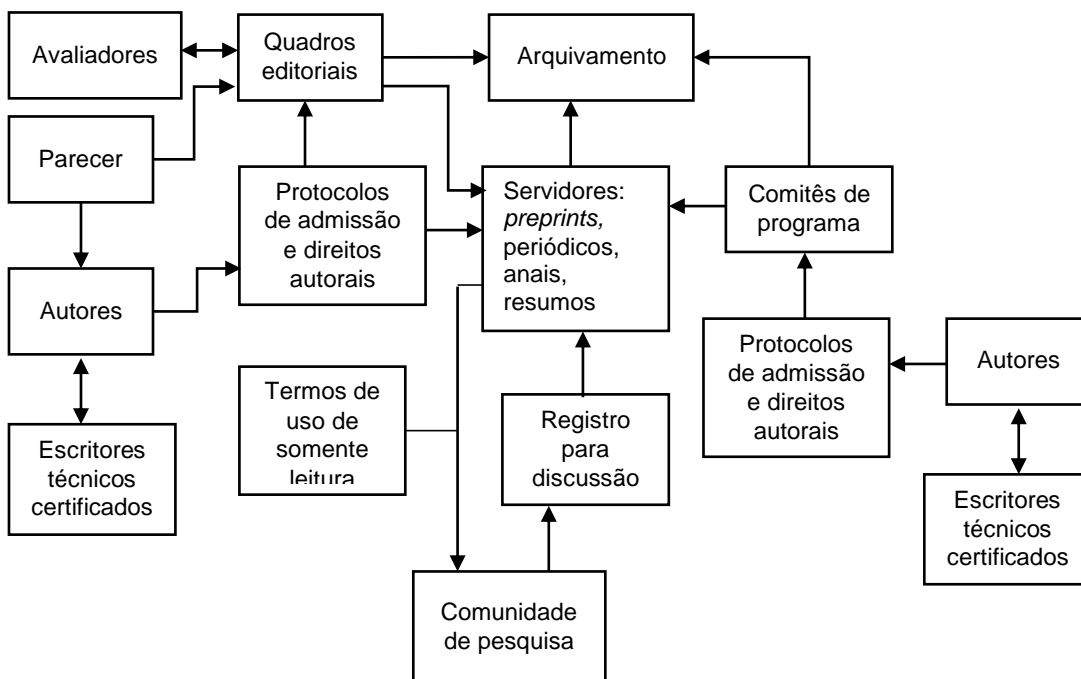 Avaliadores
Quadros
editoriais
Arquivamento
Parecer
Protocolos
de admissão
e direitos
autorais
Servidores:
preprints,
periódicos,
anais,
resumos
Comitês de
programa
Autores
Termos de
uso de
somente
leitura
Registro
para
discussão
Protocolos
de admissão
e direitos
autorais
Autores
Escritores
técnicos
certificados
Escritores
técnicos
certificados
Comunidade
de pesquisa